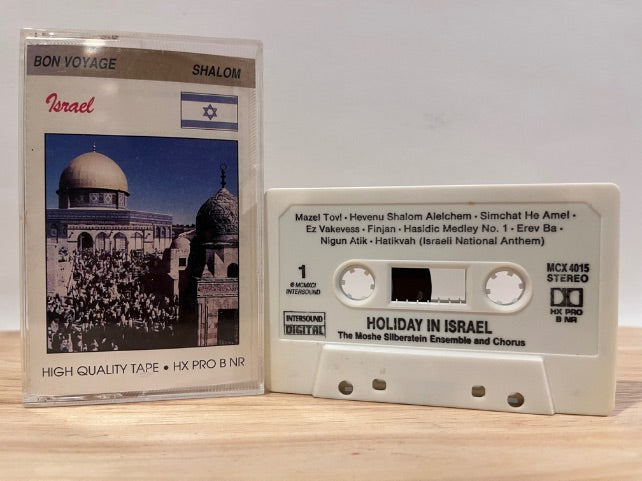 BON VOYAGE
SHALOM
Israel
HIGH QUALITY TAPE • HX PRO B NR
Mazel Tov! • Hevenu Shalom Alelchem • Simchat He Amel •
Ez Vakevess • Finjan • Hasidic Medley No. 1 • Erev Ba •
Nigun Atik • Hatikvah (Israeli National Anthem)
1
℗ MCMXCI
INTERSOUND
MCX 4015
STEREO
HX PRO
B NR
INTERSOUND
DIGITAL
HOLIDAY IN ISRAEL
The Moshe Silberstein Ensemble and Chorus